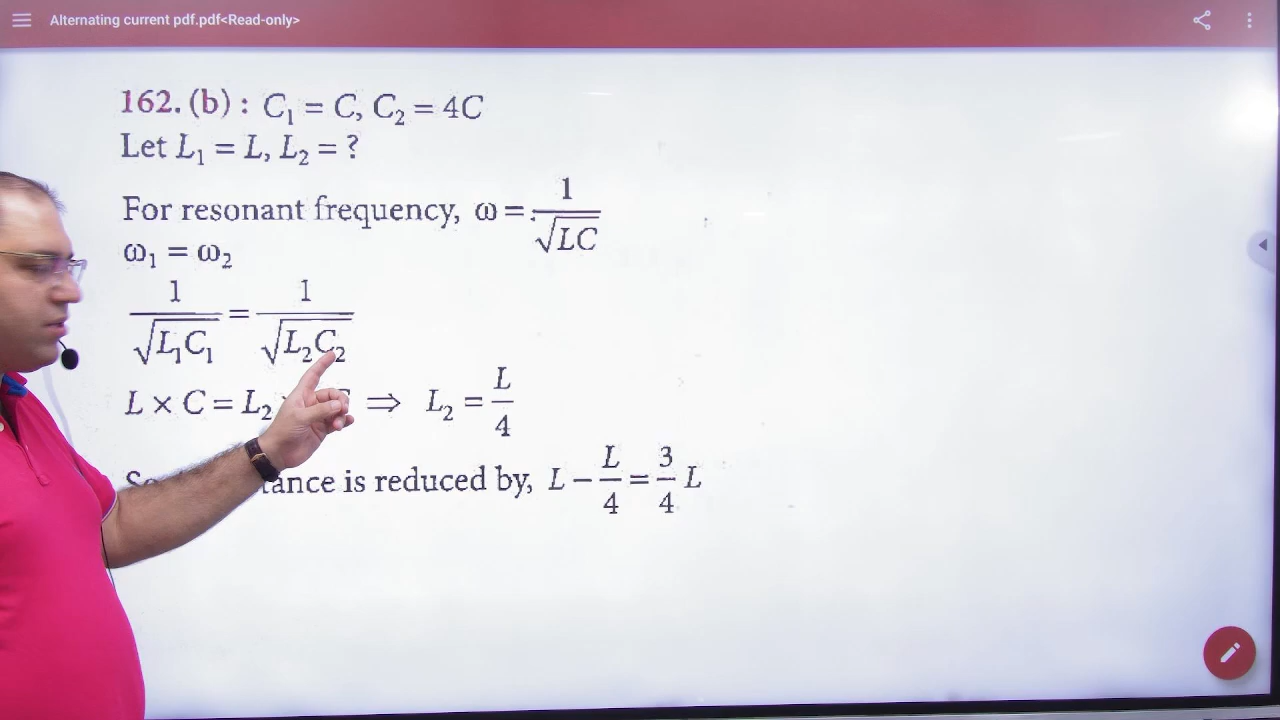 Alternating current pdf.pdf<Read-only>
162. (b) : C₁ = C, C₂ = 4C
Let L₁ = L, L₂ = ?
For resonant frequency, ω = 1/√LC
ω₁ = ω₂
1/√L₁C₁ = 1/√L₂C₂
L × C = L₂ ⇒ L₂ = L/4
is reduced by, L − L/4 = 3/4 L